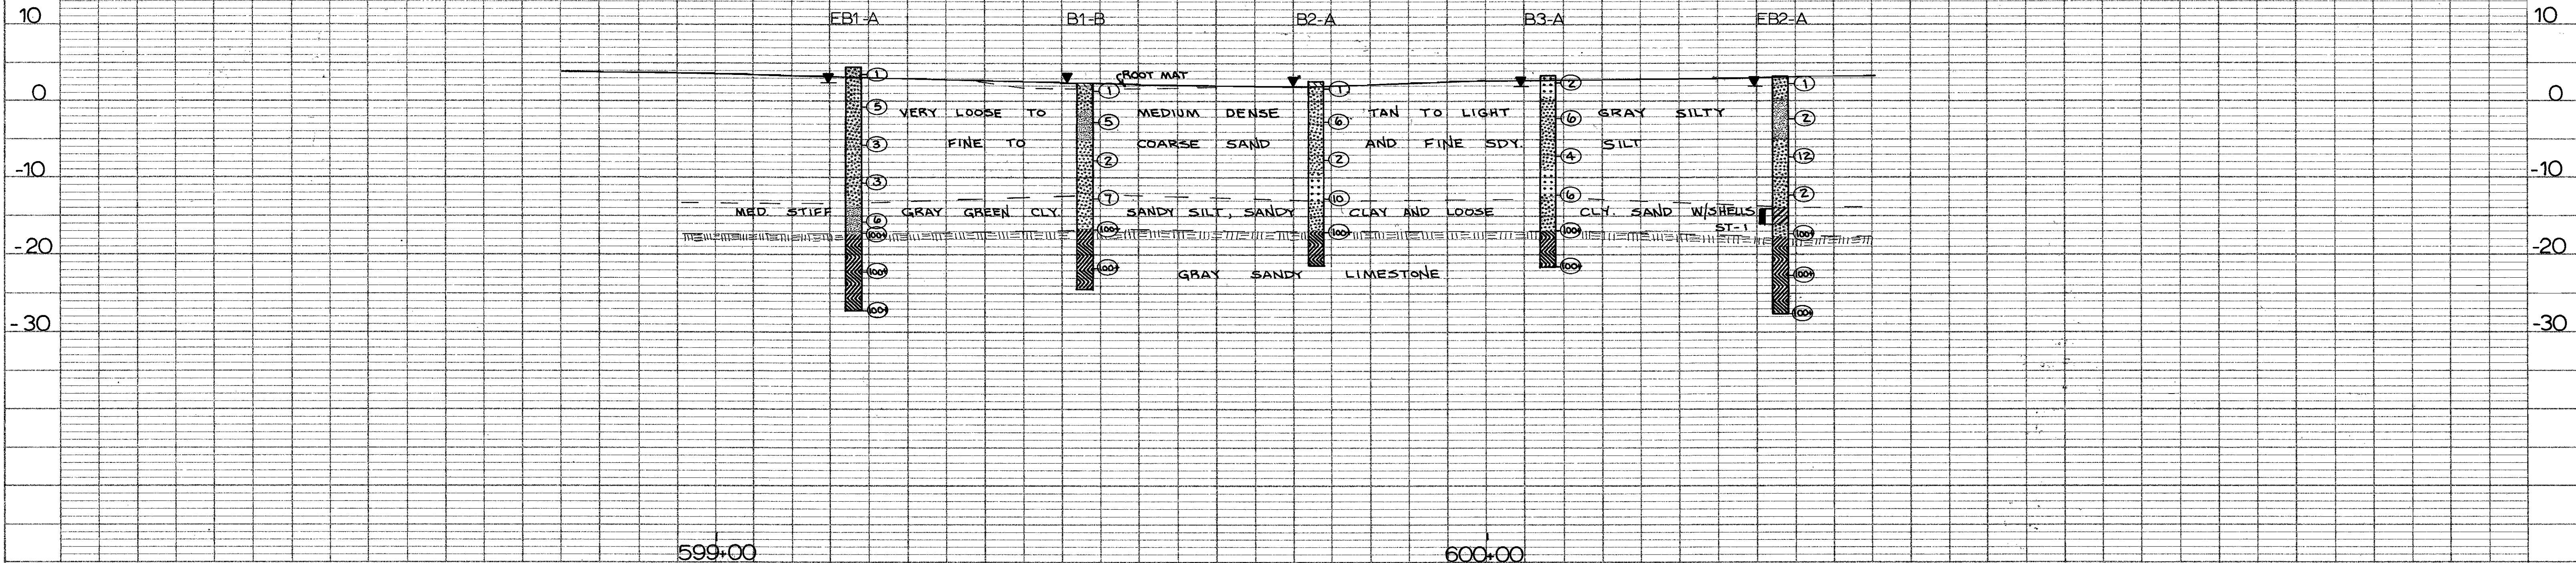 10 EB1-A B1-B B2-A B3-A EB2-A 10
ROOT MAT
1 1 1 2 1
0 0
5 VERY LOOSE TO 5 MEDIUM DENSE 6 TAN TO LIGHT 6 GRAY SILTY 2
3 FINE TO 2 COARSE SAND 2 AND FINE SDY. 4 SILT 12
-10 -10
3 7 10 6 2
MED. STIFF GRAY GREEN CLY. SANDY SILT, SANDY CLAY AND LOOSE CLY. SAND W/SHELLS
6
ST-1
100+ 100+ 100+ 100+ 100+
-20 -20
100+ 100+ GRAY SANDY LIMESTONE 100+ 100+
100+ 100+
-30 -30
599+00 600+00